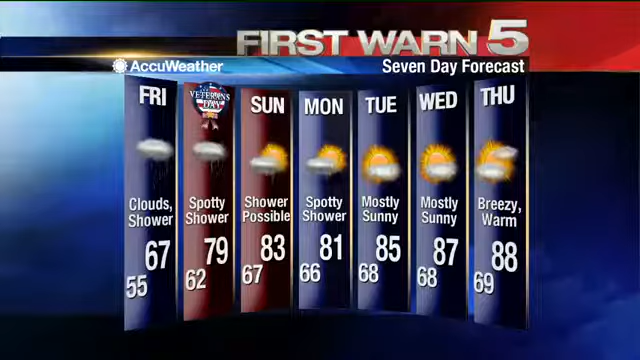 FIRST WARN 5
AccuWeather
Seven Day Forecast
FRI
VETERANS DAY
SUN
MON
TUE
WED
THU
Clouds, Shower
Spotty Shower
Shower Possible
Spotty Shower
Mostly Sunny
Mostly Sunny
Breezy, Warm
67
79
83
81
85
87
88
55
62
67
66
68
68
69